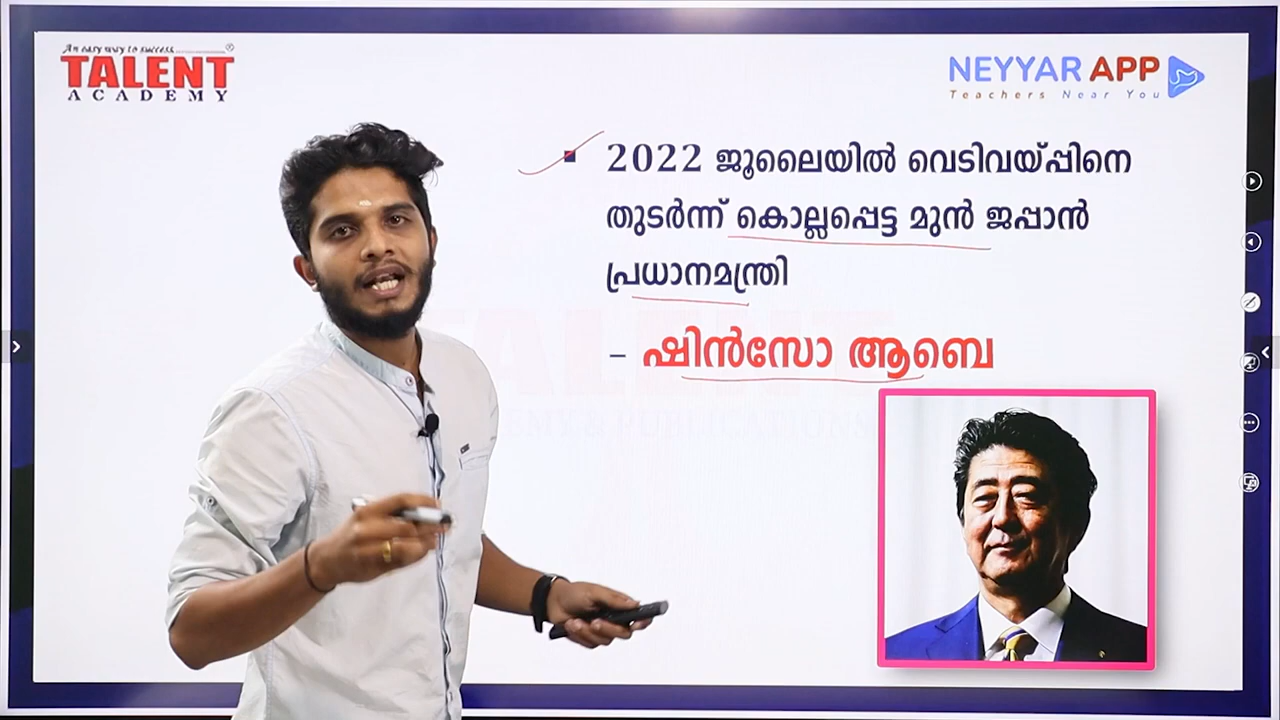 An easy way to success
TALENT
ACADEMY
NEYYAR APP
Teachers Near You
2022 ജൂലൈയിൽ വെടിവയ്പ്പിനെ
തുടർന്ന് കൊല്ലപ്പെട്ട മുൻ ജപ്പാൻ
പ്രധാനമന്ത്രി
– ഷിൻസോ ആബെ